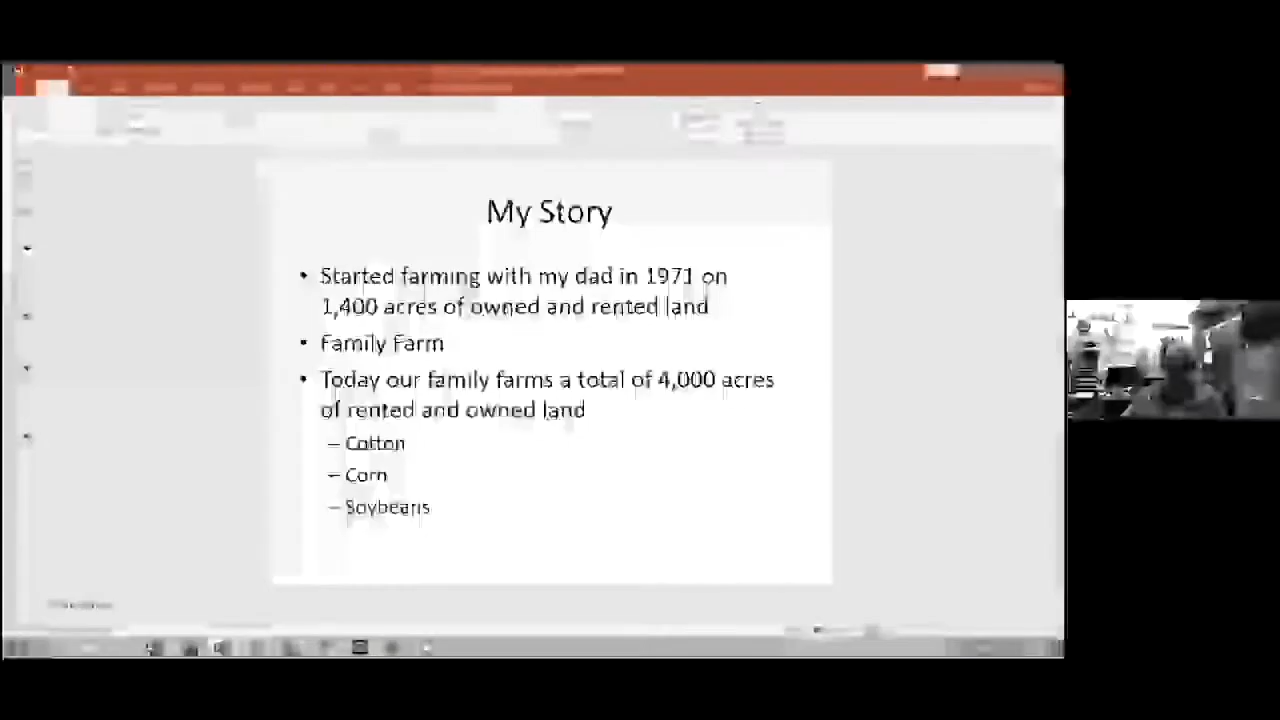 My Story
• Started farming with my dad in 1971 on
1,400 acres of owned and rented land
• Family Farm
• Today our family farms a total of 4,000 acres
of rented and owned land
– Cotton
– Corn
– Soybeans